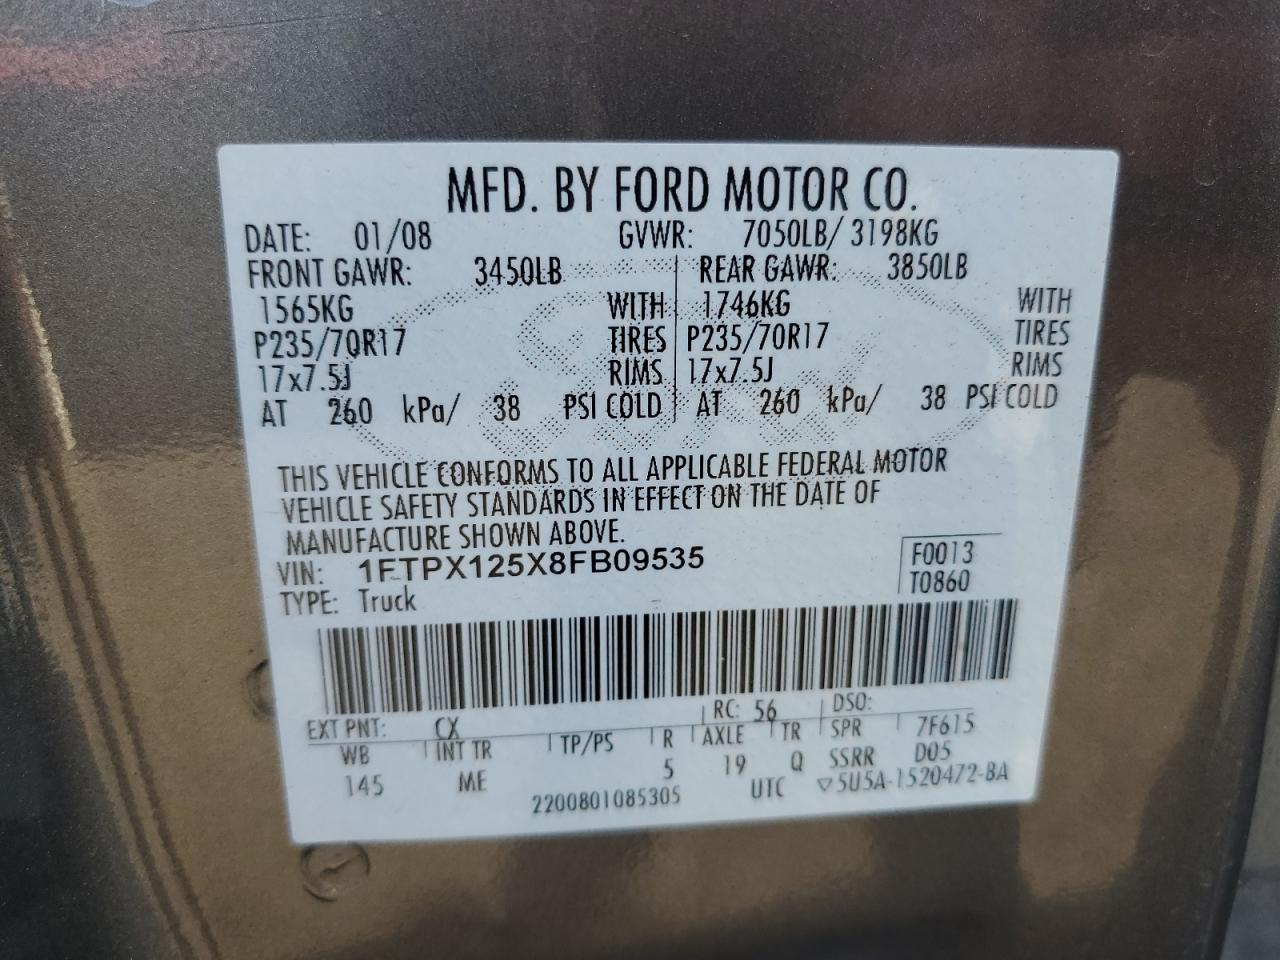 MFD. BY FORD MOTOR CO.
DATE: 01/08 GVWR: 7050LB/ 3198KG
FRONT GAWR: 3450LB REAR GAWR: 3850LB
1565KG WITH 1746KG WITH
P235/70R17 TIRES P235/70R17 TIRES
17x7.5J RIMS 17x7.5J RIMS
AT 260 kPa/ 38 PSI COLD AT 260 kPa/ 38 PSI COLD
THIS VEHICLE CONFORMS TO ALL APPLICABLE FEDERAL MOTOR
VEHICLE SAFETY STANDARDS IN EFFECT ON THE DATE OF
MANUFACTURE SHOWN ABOVE.
VIN: 1FTPX125X8FB09535 F0013
TYPE: Truck T0860
EXT PNT: CX RC: 56 DSO:
WB INT TR TP/PS R AXLE TR SPR 7F615
145 ME 5 19 Q SSRR D05
2200801085305 UTC ▽5U5A-1520472-BA